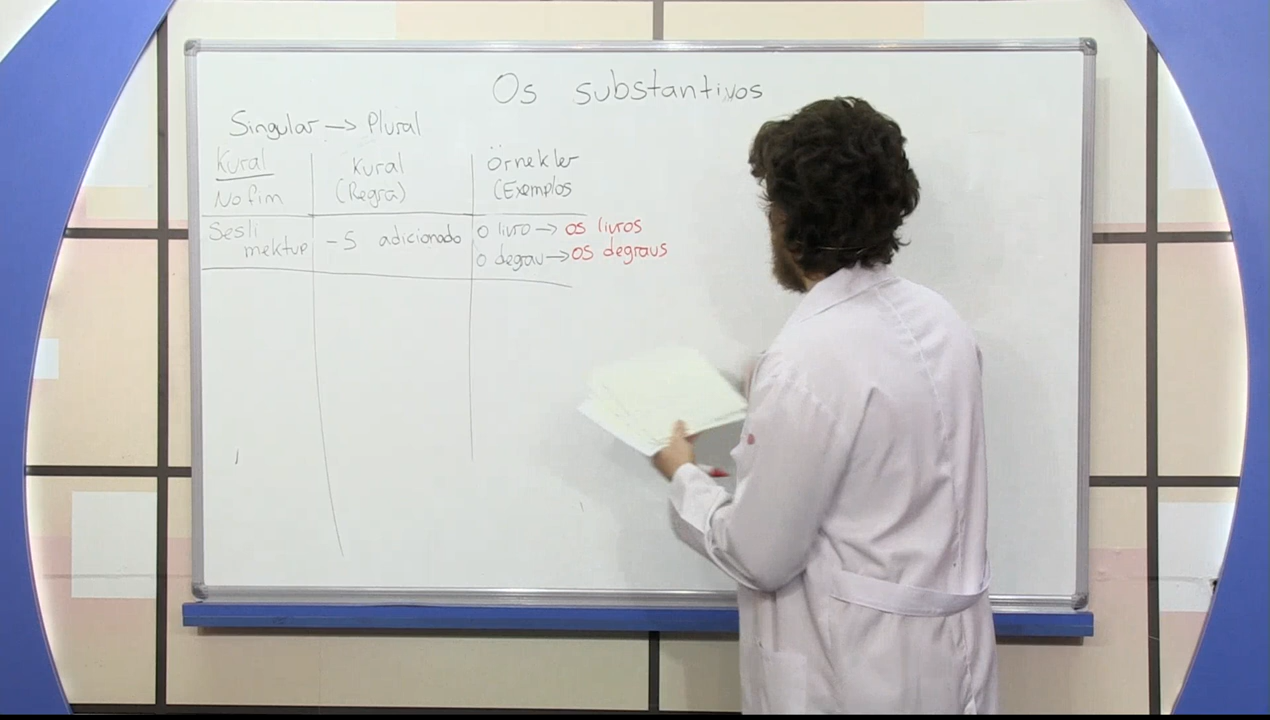 Os substantivos
Singular → Plural
Kural
No fim
Kural
(Regra)
örnekler
(Exemplos
Sesli
mektup
-S adicionado
o livro → os livros
o degrau → os degraus